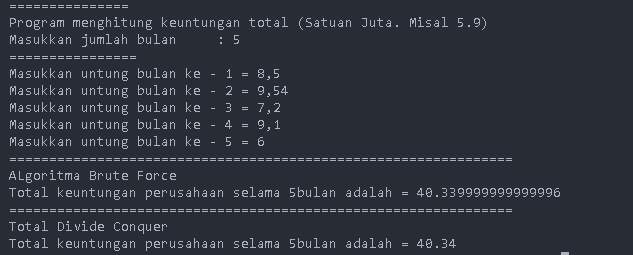 ===============
Program menghitung keuntungan total (Satuan Juta. Misal 5.9)
Masukkan jumlah bulan     : 5
================
Masukkan untung bulan ke - 1 = 8,5
Masukkan untung bulan ke - 2 = 9,54
Masukkan untung bulan ke - 3 = 7,2
Masukkan untung bulan ke - 4 = 9,1
Masukkan untung bulan ke - 5 = 6
===============================================================
ALgoritma Brute Force
Total keuntungan perusahaan selama 5bulan adalah = 40.339999999999996
===============================================================
Total Divide Conquer
Total keuntungan perusahaan selama 5bulan adalah = 40.34